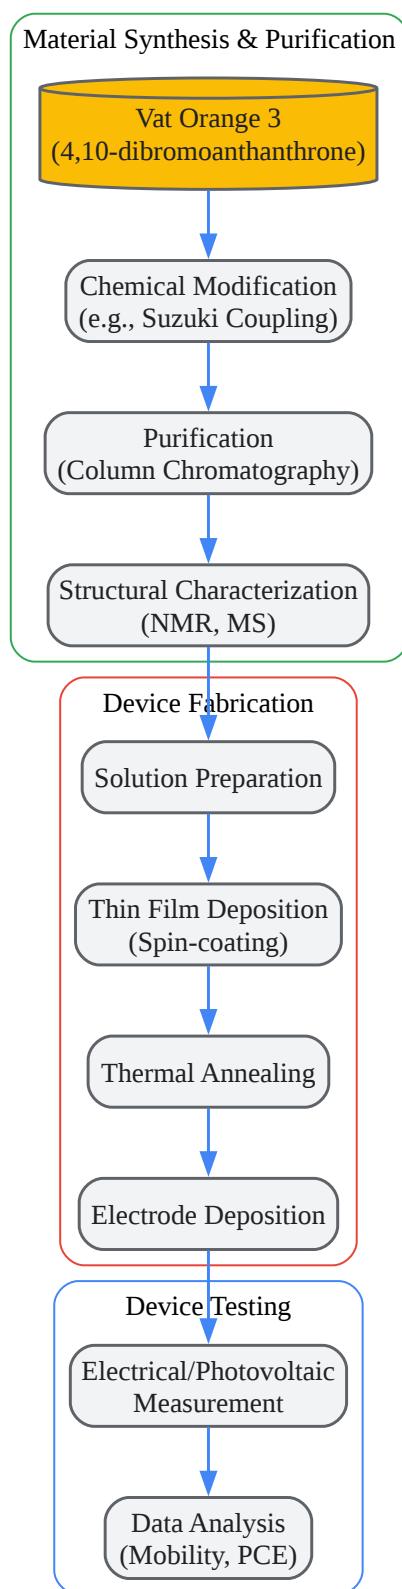 Material Synthesis & Purification
Vat Orange 3
(4,10-dibromoanthanthrone)
Chemical Modification
(e.g., Suzuki Coupling)
Purification
(Column Chromatography)
Structural Characterization
(NMR, MS)
Device Fabrication
Solution Preparation
Thin Film Deposition
(Spin-coating)
Thermal Annealing
Electrode Deposition
Device Testing
Electrical/Photovoltaic
Measurement
Data Analysis
(Mobility, PCE)